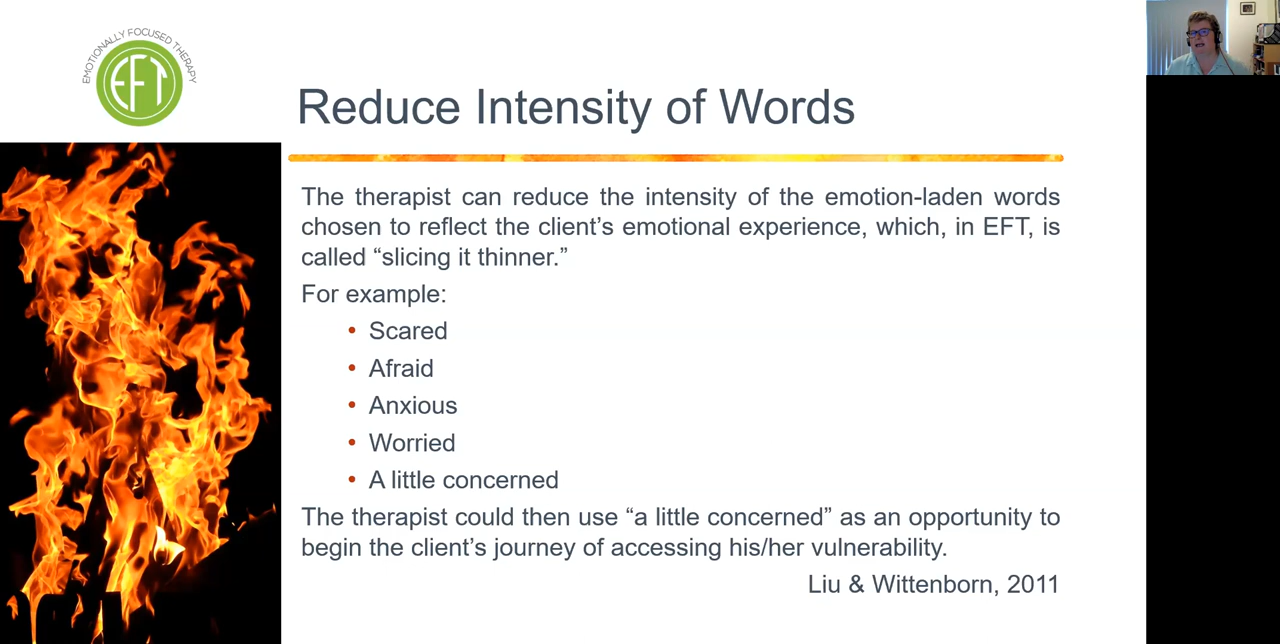 EMOTIONALLY FOCUSED THERAPY
EFT
Reduce Intensity of Words
The therapist can reduce the intensity of the emotion-laden words
chosen to reflect the client’s emotional experience, which, in EFT, is
called “slicing it thinner.”
For example:
• Scared
• Afraid
• Anxious
• Worried
• A little concerned
The therapist could then use “a little concerned” as an opportunity to
begin the client’s journey of accessing his/her vulnerability.
Liu & Wittenborn, 2011